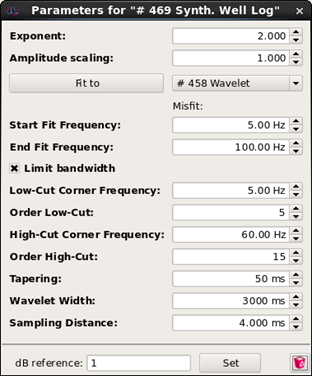 Parameters for "# 469 Synth. Well Log"
Exponent: 2.000
Amplitude scaling: 1.000
Fit to # 458 Wavelet
Misfit:
Start Fit Frequency: 5.00 Hz
End Fit Frequency: 100.00 Hz
Limit bandwidth
Low-Cut Corner Frequency: 5.00 Hz
Order Low-Cut: 5
High-Cut Corner Frequency: 60.00 Hz
Order High-Cut: 15
Tapering: 50 ms
Wavelet Width: 3000 ms
Sampling Distance: 4.000 ms
dB reference: 1 Set